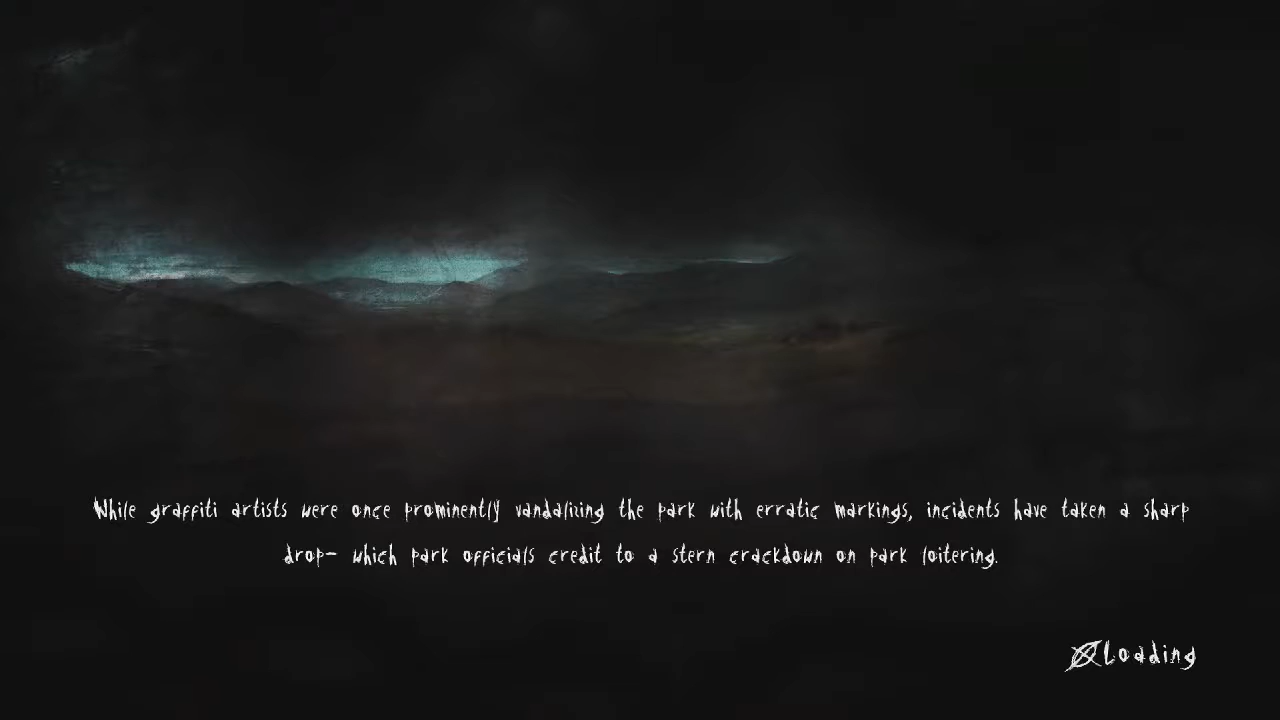 While graffiti artists were once prominently vandalizing the park with erratic markings, incidents have taken a sharp
drop- which park officials credit to a stern crackdown on park loitering.
Loading